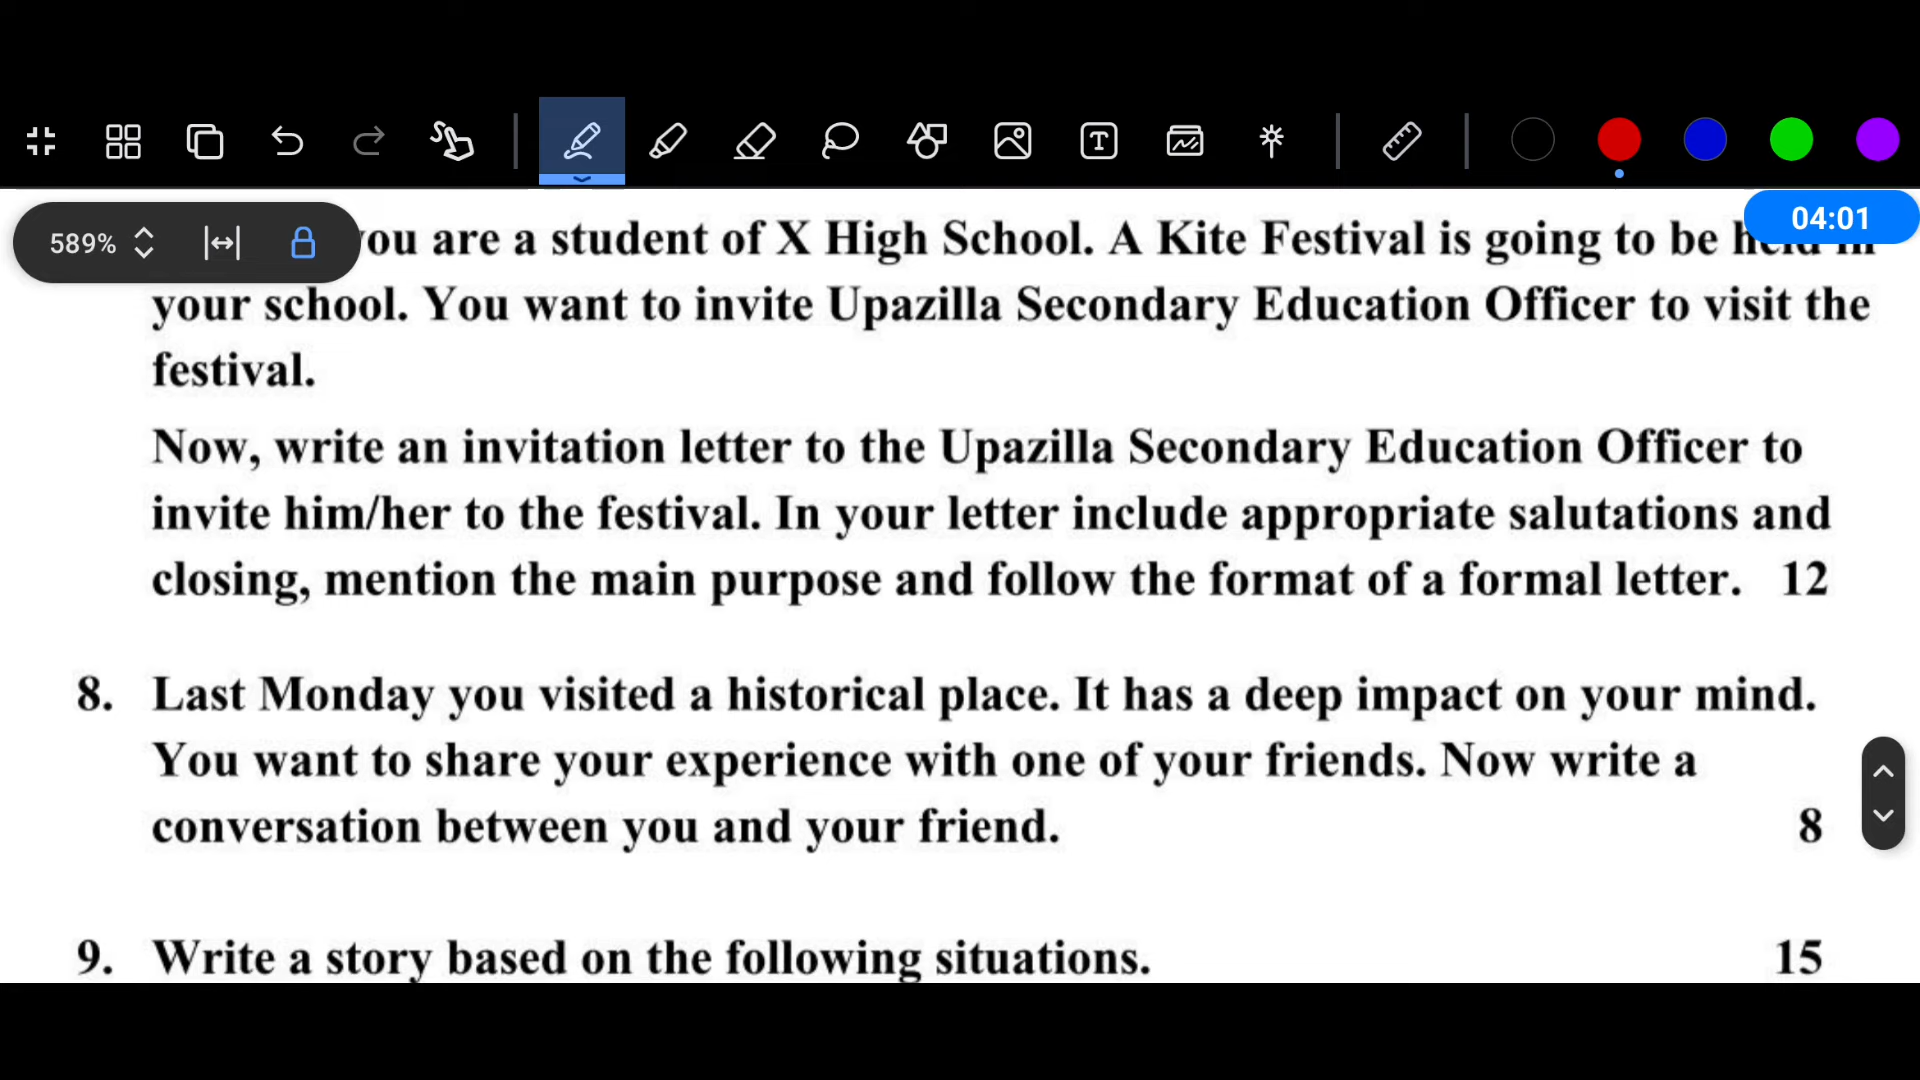 589%
04:01
you are a student of X High School. A Kite Festival is going to be held in
your school. You want to invite Upazilla Secondary Education Officer to visit the
festival.
Now, write an invitation letter to the Upazilla Secondary Education Officer to
invite him/her to the festival. In your letter include appropriate salutations and
closing, mention the main purpose and follow the format of a formal letter. 12
8. Last Monday you visited a historical place. It has a deep impact on your mind.
You want to share your experience with one of your friends. Now write a
conversation between you and your friend. 8
9. Write a story based on the following situations. 15